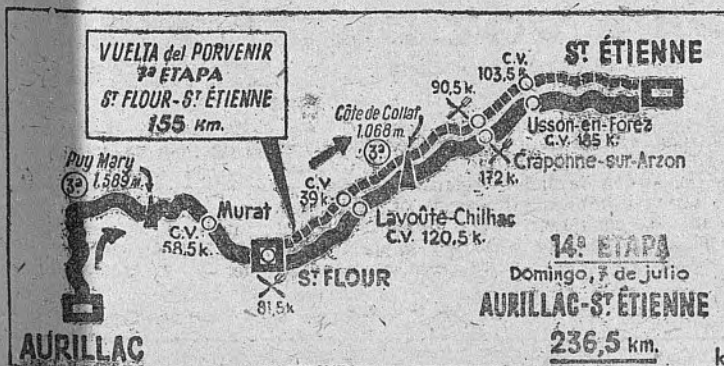 VUELTA del PORVENIR
7ª ETAPA
Sᵗ FLOUR-Sᵗ ÉTIENNE
155 Km.
Puy Mary
3ª 1.589 m.
AURILLAC
C.V.
58,5 k.
Murat
Sᵗ FLOUR
81,5 k
C.V.
39 k.
Lavoûte-Chilhac
C.V. 120,5 k.
Côte de Collat
1.068 m.
3ª
90,5 k.
C.V.
103,5 k.
172 k.
Craponne-sur-Arzon
Usson-en-Forez
C.V. 185 K.
Sᵗ ÉTIENNE
14ª ETAPA
Domingo, 7 de julio
AURILLAC-Sᵗ ÉTIENNE
236,5 km.
k